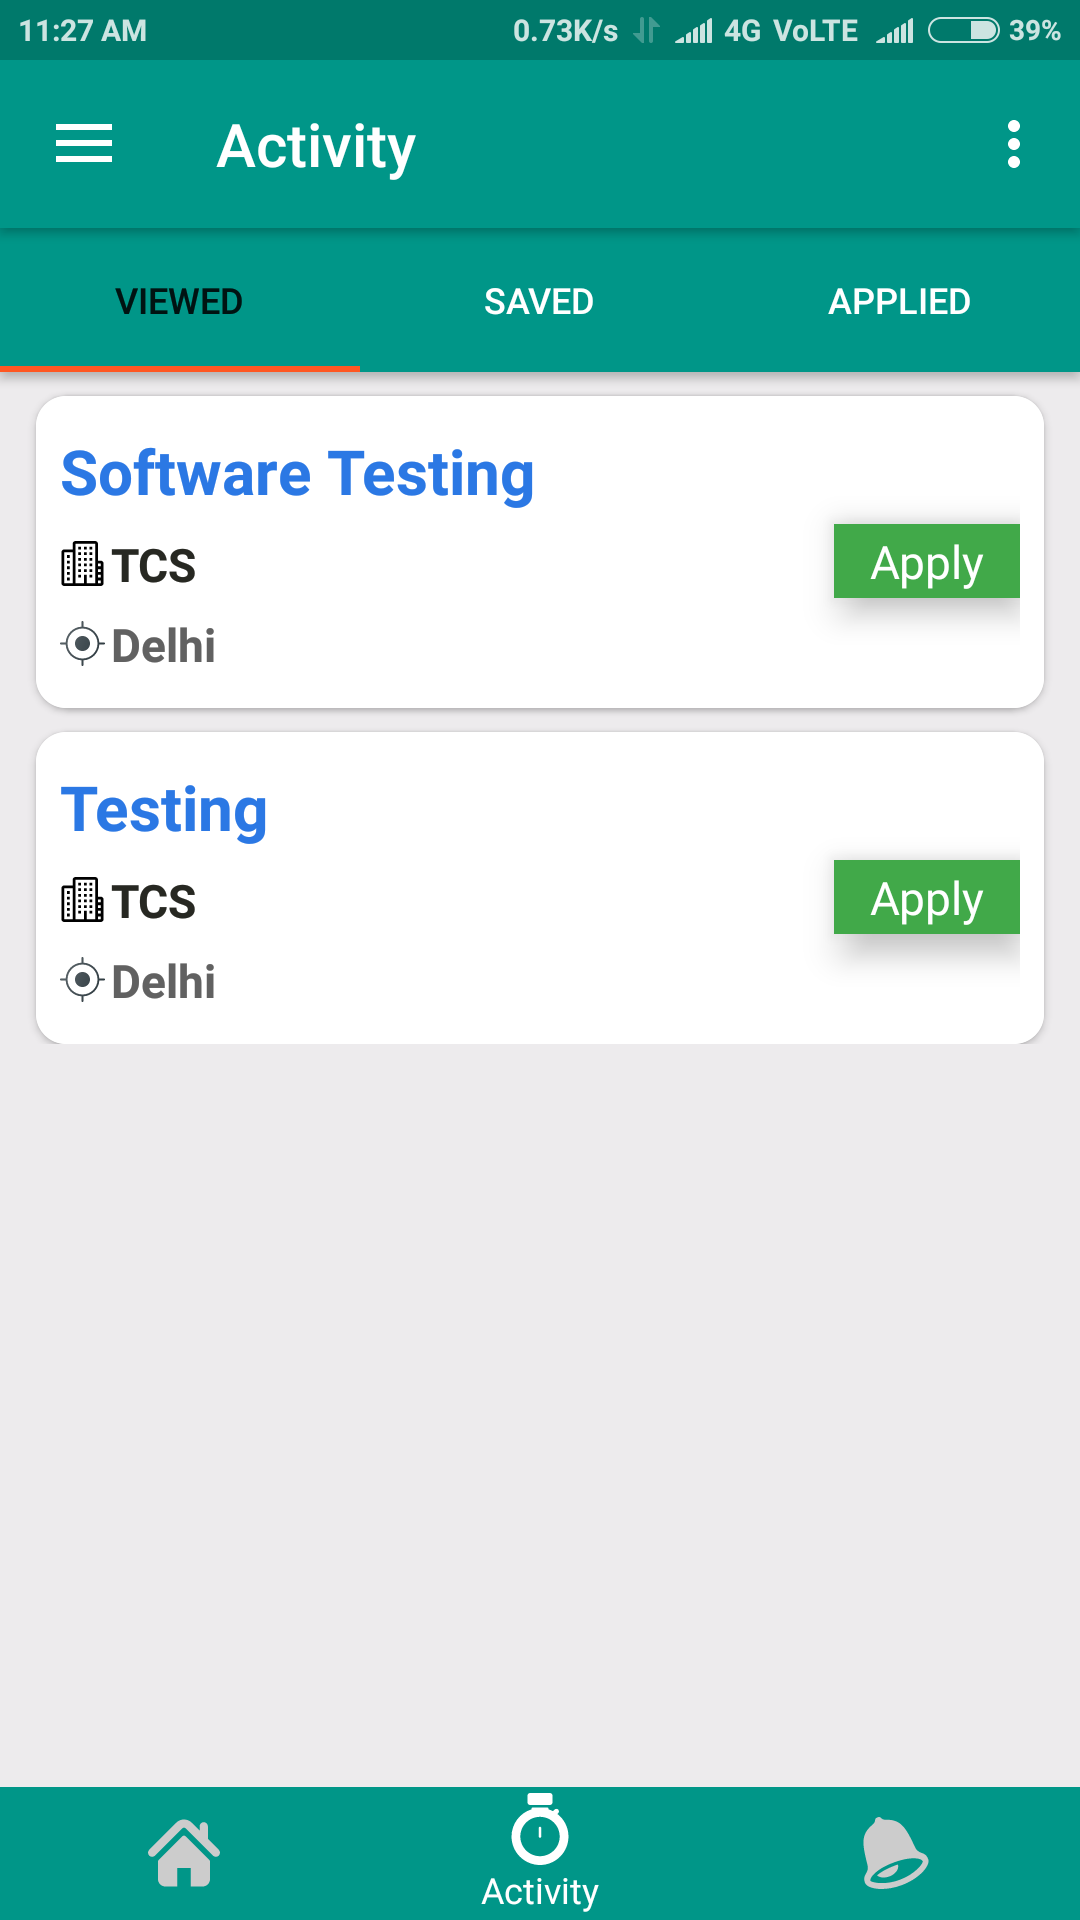 11:27 AM 0.73K/s 4G VoLTE 39%
Activity
VIEWED SAVED APPLIED
Software Testing
TCS
Apply
Delhi
Testing
TCS
Apply
Delhi
Activity